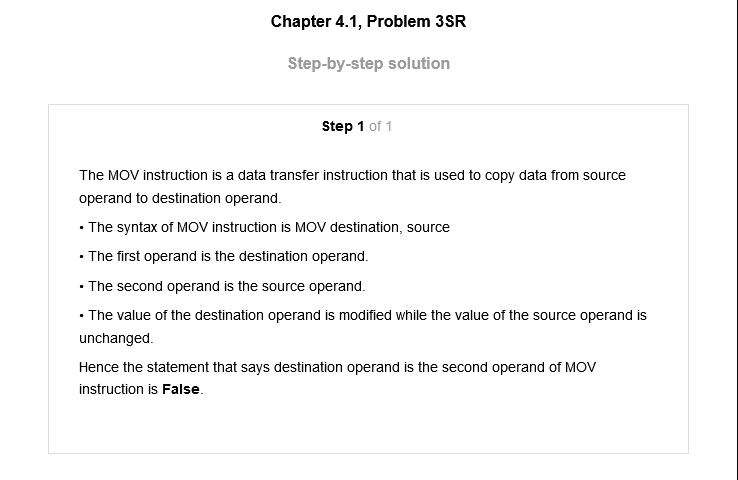 Chapter 4.1, Problem 3SR
Step-by-step solution
Step 1 of 1
The MOV instruction is a data transfer instruction that is used to copy data from source
operand to destination operand.
• The syntax of MOV instruction is MOV destination, source
• The first operand is the destination operand.
• The second operand is the source operand.
• The value of the destination operand is modified while the value of the source operand is
unchanged.
Hence the statement that says destination operand is the second operand of MOV
instruction is False.